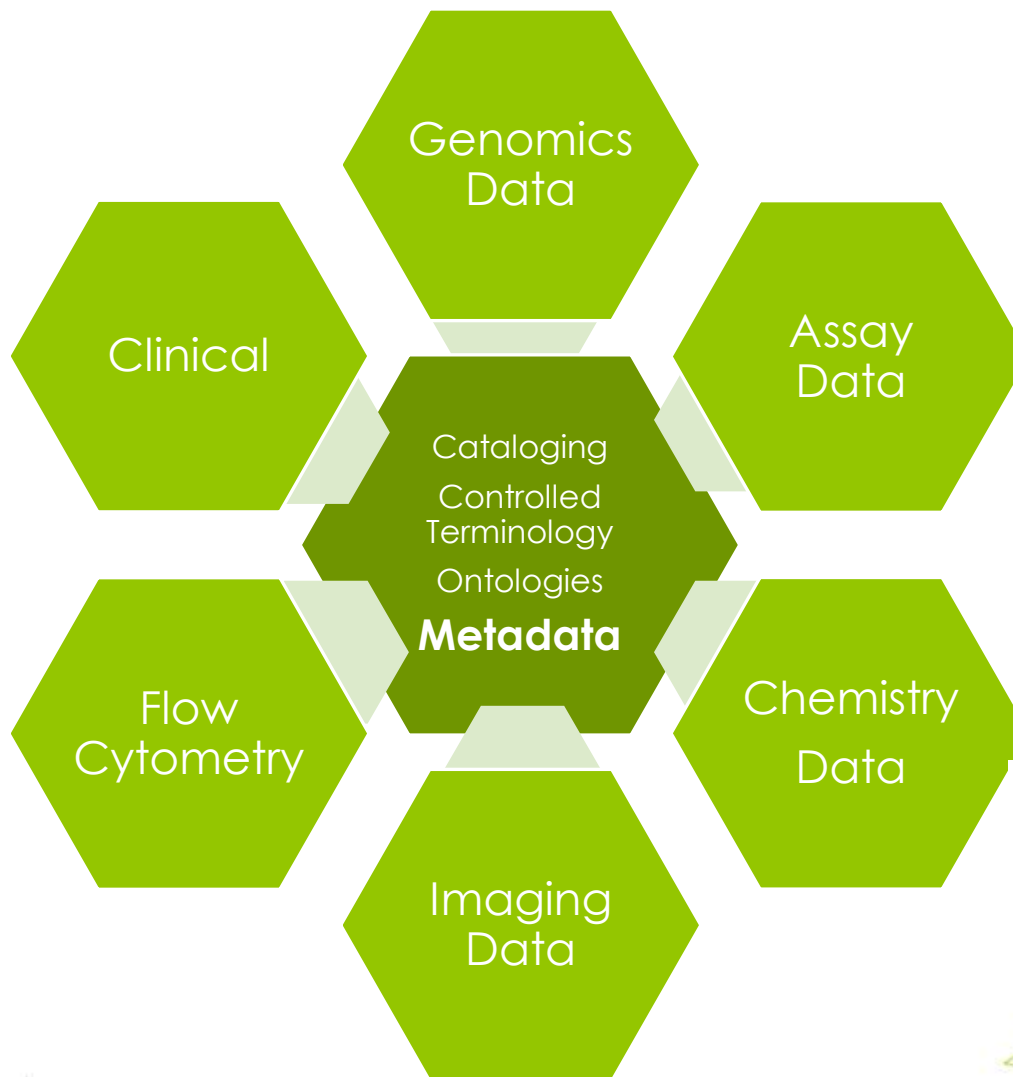 Genomics
Data
Clinical
Assay
Data
Cataloging
Controlled
Terminology
Ontologies
Metadata
Flow
Cytometry
Chemistry
Data
Imaging
Data